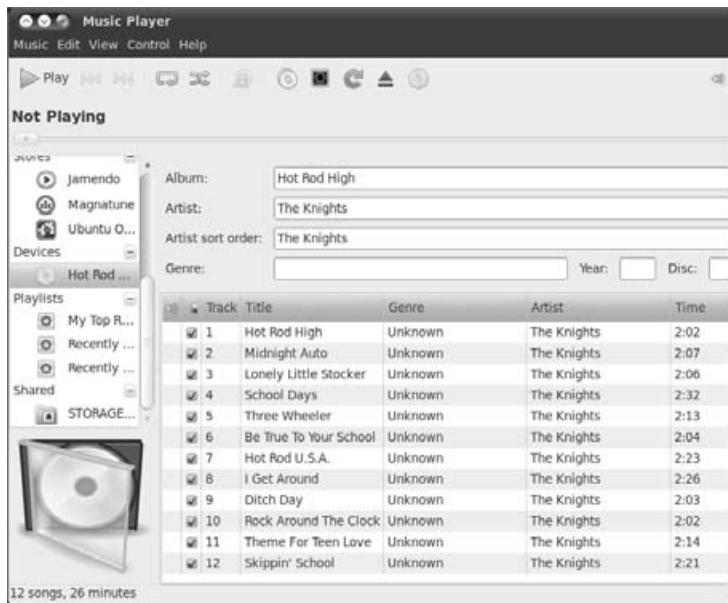 Music Player
Music Edit View Control Help
Play
Not Playing
Stores
Jamendo
Magnatune
Ubuntu O...
Devices
Hot Rod ...
Playlists
My Top R...
Recently ...
Recently ...
Shared
STORAGE...
Album: Hot Rod High
Artist: The Knights
Artist sort order: The Knights
Genre: Year: Disc:
Track Title Genre Artist Time
1 Hot Rod High Unknown The Knights 2:02
2 Midnight Auto Unknown The Knights 2:07
3 Lonely Little Stocker Unknown The Knights 2:06
4 School Days Unknown The Knights 2:32
5 Three Wheeler Unknown The Knights 2:13
6 Be True To Your School Unknown The Knights 2:04
7 Hot Rod U.S.A. Unknown The Knights 2:23
8 I Get Around Unknown The Knights 2:26
9 Ditch Day Unknown The Knights 2:03
10 Rock Around The Clock Unknown The Knights 2:02
11 Theme For Teen Love Unknown The Knights 2:14
12 Skippin' School Unknown The Knights 2:21
12 songs, 26 minutes